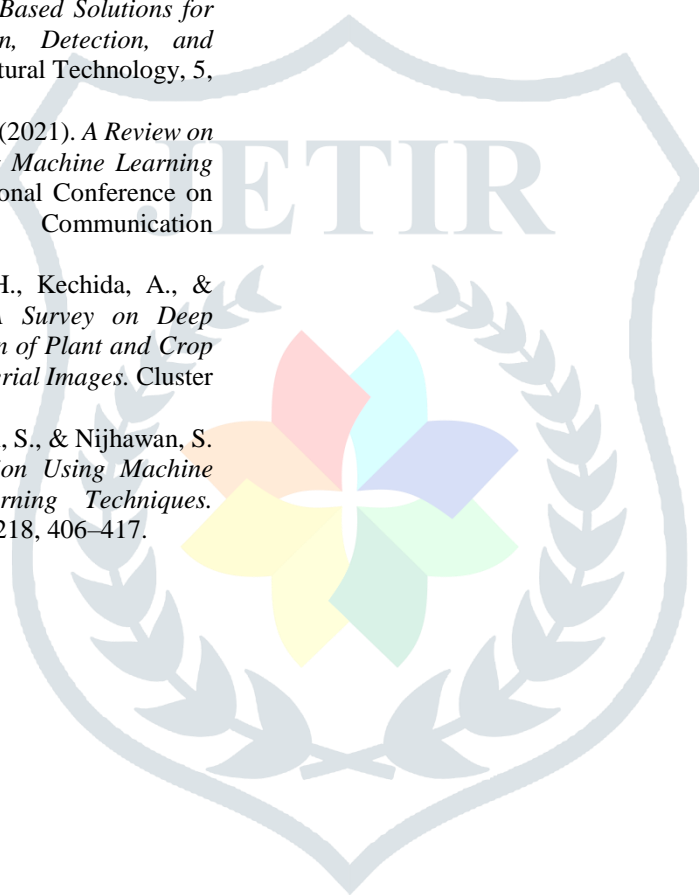 Based Solutions for
n, Detection, and
tural Technology, 5,
(2021). A Review on
Machine Learning
onal Conference on
Communication
JETIR
H., Kechida, A., &
A Survey on Deep
n of Plant and Crop
erial Images. Cluster
, S., & Nijhawan, S.
ion Using Machine
rning Techniques.
218, 406–417.